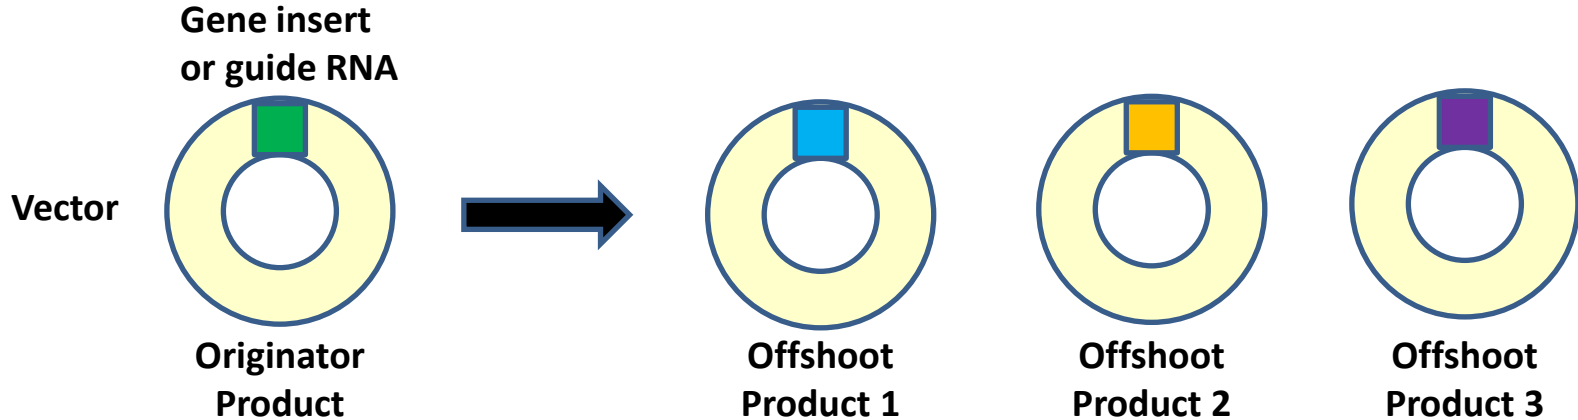 Gene insert
or guide RNA
Vector
Originator
Product
Offshoot
Product 1
Offshoot
Product 2
Offshoot
Product 3